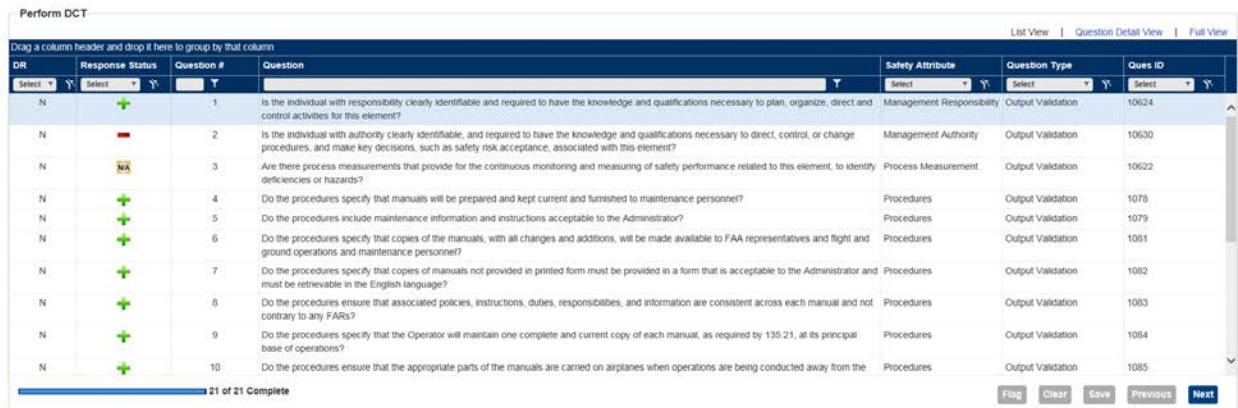 Perform DCT
List View | Question Detail View | Full View
Drag a column header and drop it here to group by that column
DR Response Status Question # Question Safety Attribute Question Type Ques ID
Select Select Select Select Select
N 1 Is the individual with responsibility clearly identifiable and required to have the knowledge and qualifications necessary to plan, organize, direct and Management Responsibility Output Validation 10624
control activities for this element?
N 2 Is the individual with authority clearly identifiable, and required to have the knowledge and qualifications necessary to direct, control, or change Management Authority Output Validation 10630
procedures, and make key decisions, such as safety risk acceptance, associated with this element?
N N/A 3 Are there process measurements that provide for the continuous monitoring and measuring of safety performance related to this element, to identify Process Measurement Output Validation 10622
deficiencies or hazards?
N 4 Do the procedures specify that manuals will be prepared and kept current and furnished to maintenance personnel? Procedures Output Validation 1078
N 5 Do the procedures include maintenance information and instructions acceptable to the Administrator? Procedures Output Validation 1079
N 6 Do the procedures specify that copies of the manuals, with all changes and additions, will be made available to FAA representatives and flight and Procedures Output Validation 1081
ground operations and maintenance personnel?
N 7 Do the procedures specify that copies of manuals not provided in printed form must be provided in a form that is acceptable to the Administrator and Procedures Output Validation 1082
must be retrievable in the English language?
N 8 Do the procedures ensure that associated policies, instructions, duties, responsibilities, and information are consistent across each manual and not Procedures Output Validation 1083
contrary to any FARs?
N 9 Do the procedures specify that the Operator will maintain one complete and current copy of each manual, as required by 135.21, at its principal Procedures Output Validation 1084
base of operations?
N 10 Do the procedures ensure that the appropriate parts of the manuals are carried on airplanes when operations are being conducted away from the Procedures Output Validation 1085
21 of 21 Complete
Flag Clear Save Previous Next